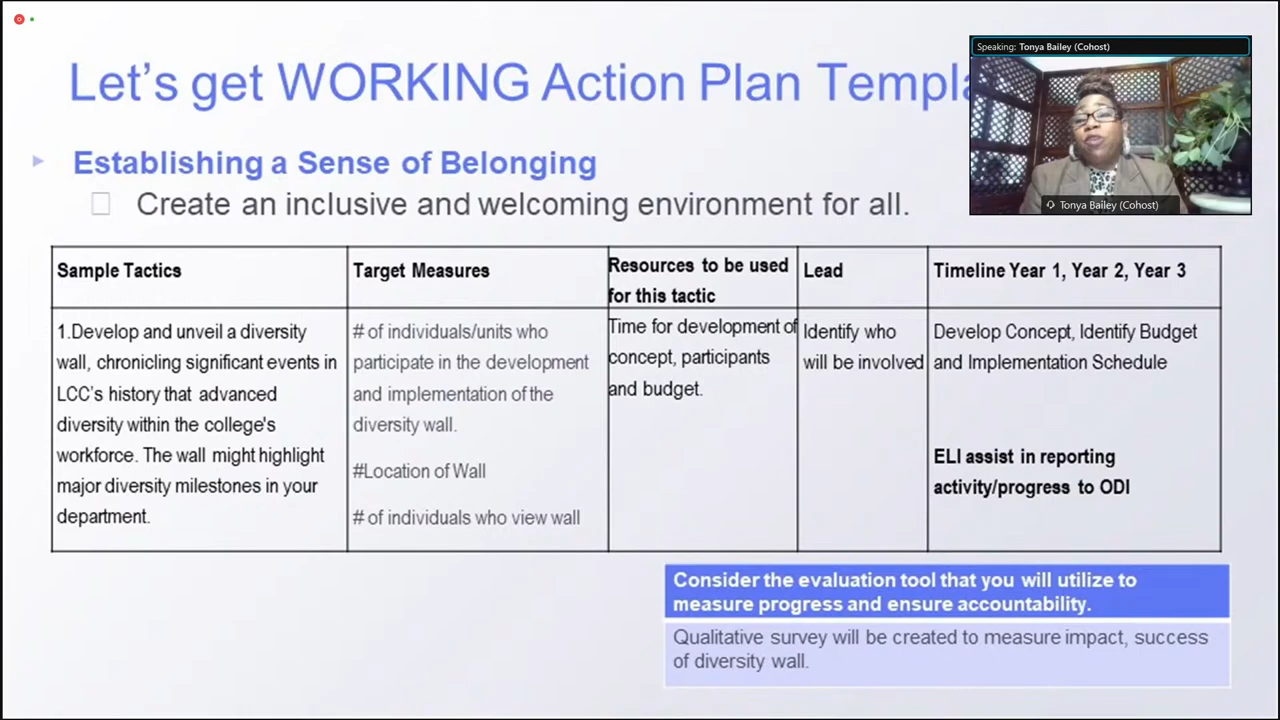 Let's get WORKING Action Plan Templa
Speaking: Tonya Bailey (Cohost)
Tonya Bailey (Cohost)
Establishing a Sense of Belonging
Create an inclusive and welcoming environment for all.
Sample Tactics
Target Measures
Resources to be used
for this tactic
Lead
Timeline Year 1, Year 2, Year 3
1.Develop and unveil a diversity
wall, chronicling significant events in
LCC's history that advanced
diversity within the college's
workforce. The wall might highlight
major diversity milestones in your
department.
# of individuals/units who
participate in the development
and implementation of the
diversity wall.
#Location of Wall
# of individuals who view wall
Time for development of
concept, participants
and budget.
Identify who
will be involved
Develop Concept, Identify Budget
and Implementation Schedule
ELI assist in reporting
activity/progress to ODI
Consider the evaluation tool that you will utilize to
measure progress and ensure accountability.
Qualitative survey will be created to measure impact, success
of diversity wall.